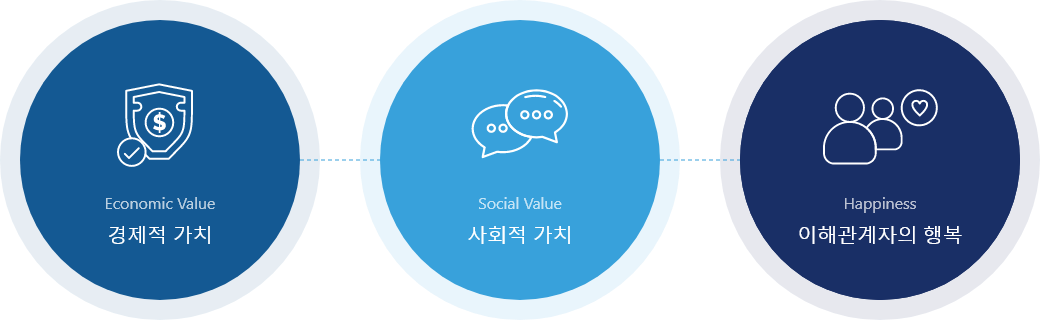 Economic Value
경제적 가치
Social Value
사회적 가치
Happiness
이해관계자의 행복
$